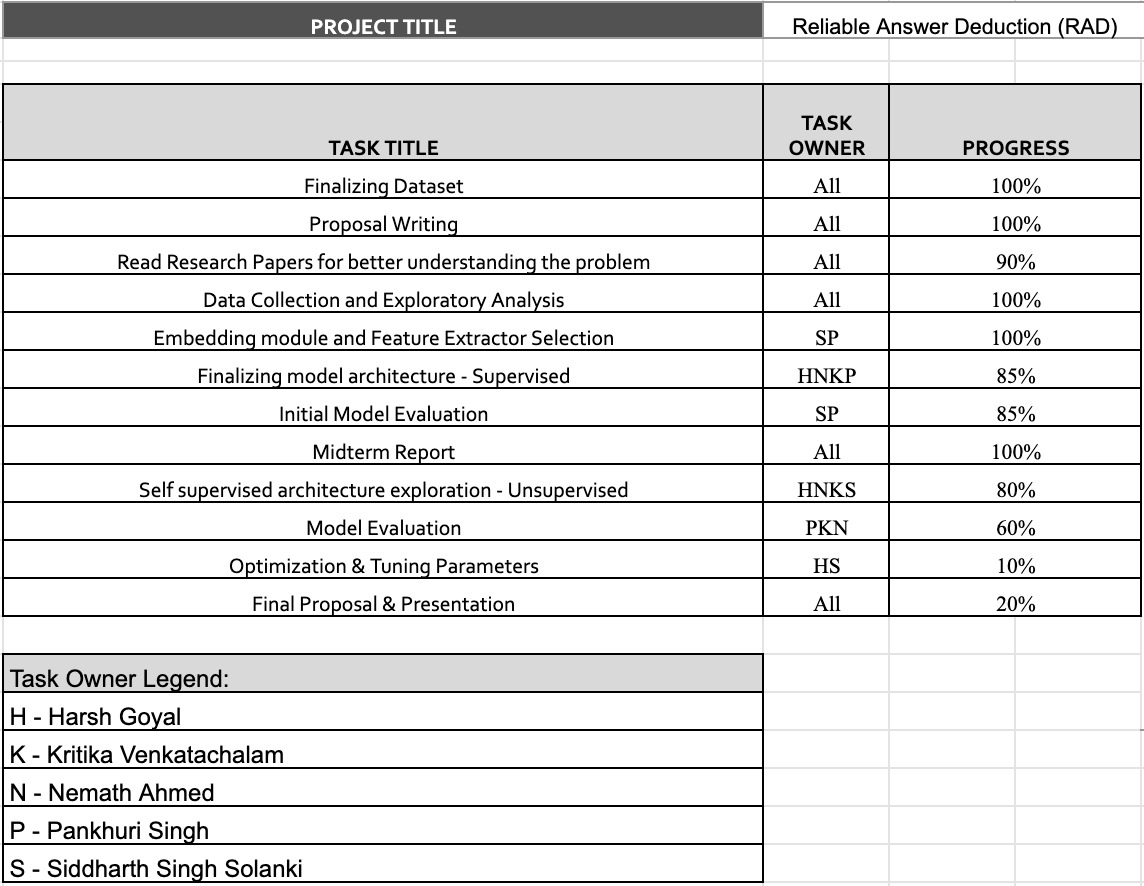 PROJECT TITLE Reliable Answer Deduction (RAD)
TASK TITLE TASK OWNER PROGRESS
Finalizing Dataset All 100%
Proposal Writing All 100%
Read Research Papers for better understanding the problem All 90%
Data Collection and Exploratory Analysis All 100%
Embedding module and Feature Extractor Selection SP 100%
Finalizing model architecture - Supervised HNKP 85%
Initial Model Evaluation SP 85%
Midterm Report All 100%
Self supervised architecture exploration - Unsupervised HNKS 80%
Model Evaluation PKN 60%
Optimization & Tuning Parameters HS 10%
Final Proposal & Presentation All 20%
Task Owner Legend:
H - Harsh Goyal
K - Kritika Venkatachalam
N - Nemath Ahmed
P - Pankhuri Singh
S - Siddharth Singh Solanki